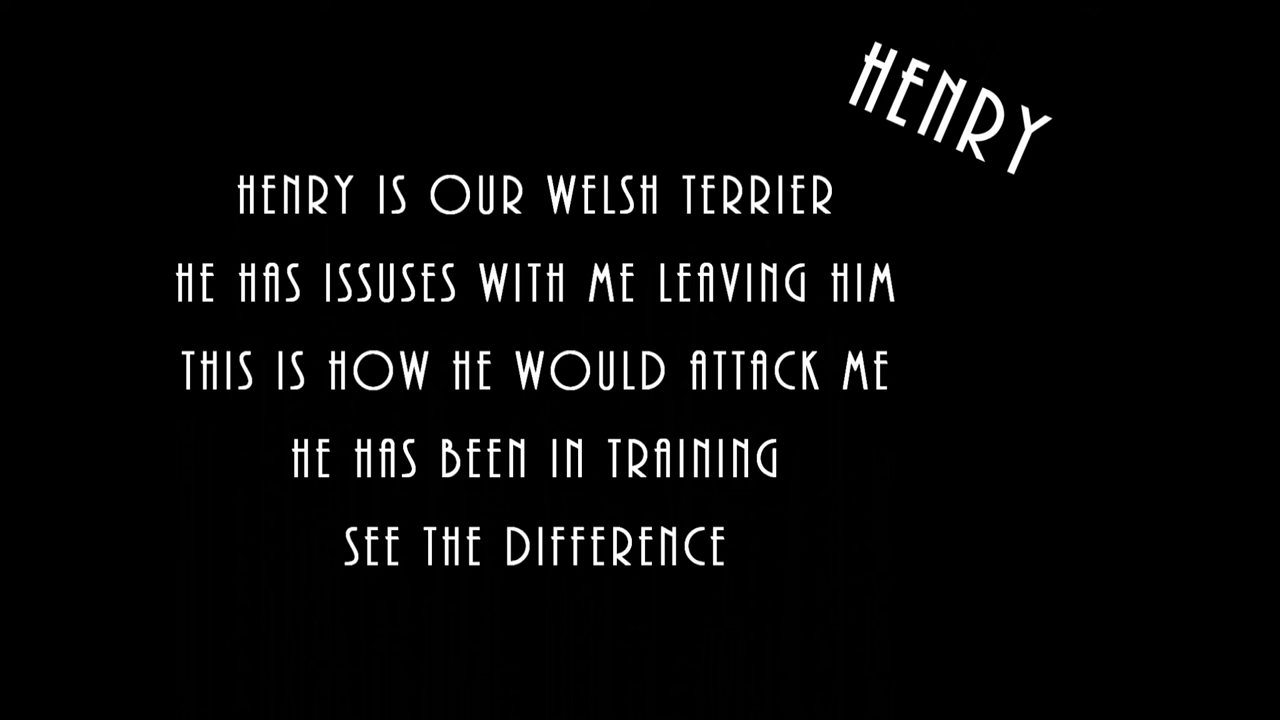 HENRY
HENRY IS OUR WELSH TERRIER
HE HAS ISSUSES WITH ME LEAVING HIM
THIS IS HOW HE WOULD ATTACK ME
HE HAS BEEN IN TRAINING
SEE THE DIFFERENCE